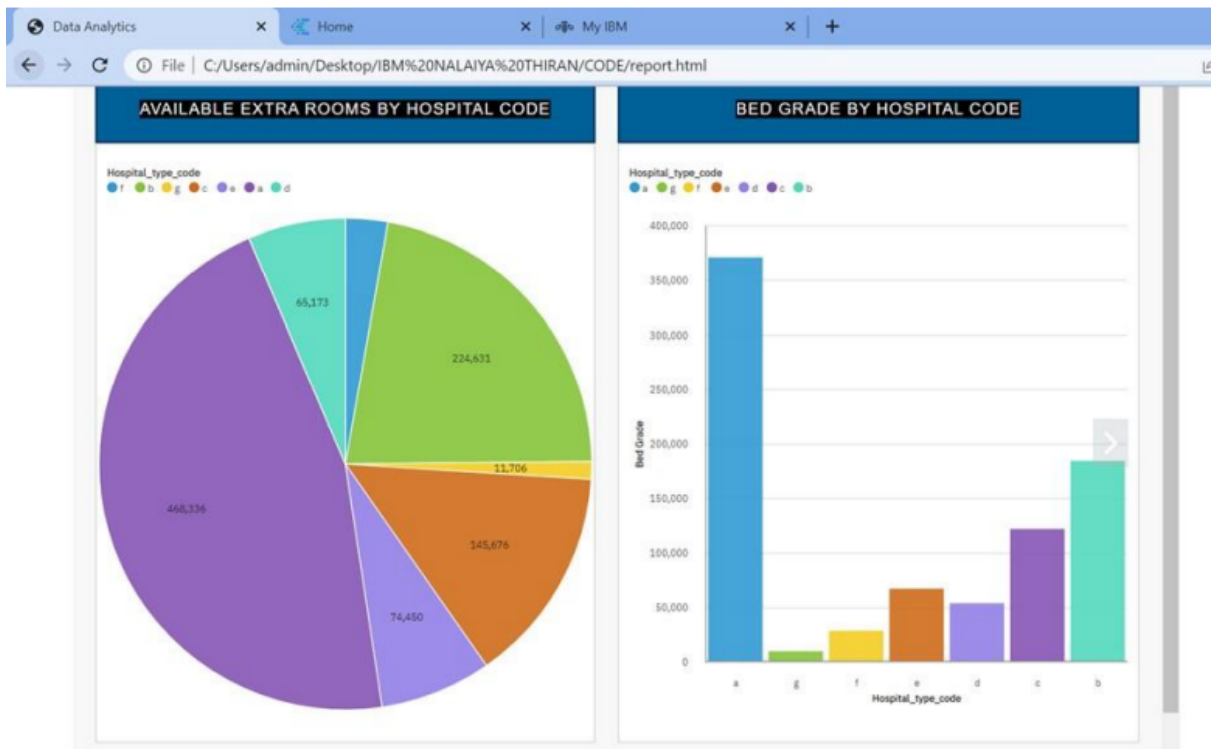 Data Analytics
Home
My IBM
File | C:/Users/admin/Desktop/IBM%20NALAIYA%20THIRAN/CODE/report.html
AVAILABLE EXTRA ROOMS BY HOSPITAL CODE
Hospital_type_code
f b g c e a d
65,173
224,631
11,706
468,336
145,676
74,450
BED GRADE BY HOSPITAL CODE
Hospital_type_code
a g f e d c b
400,000
350,000
300,000
250,000
200,000
150,000
100,000
50,000
0
Bed Grade
a g f e d c b
Hospital_type_code